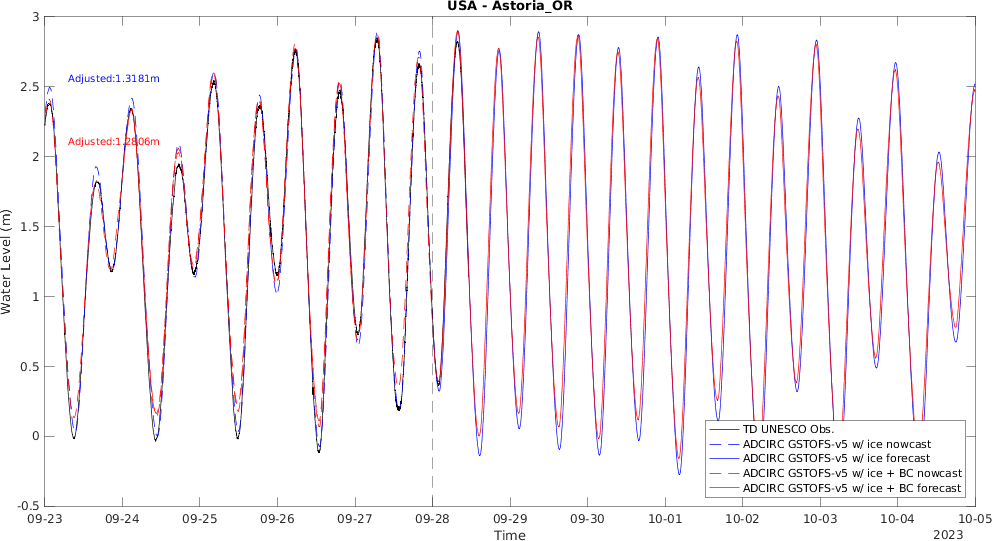 USA - Astoria_OR
3
2.5
2
1.5
1
0.5
0
-0.5
Water Level (m)
Adjusted:1.3181m
Adjusted:1.2806m
TD UNESCO Obs.
ADCIRC GSTOFS-v5 w/ ice nowcast
ADCIRC GSTOFS-v5 w/ ice forecast
ADCIRC GSTOFS-v5 w/ ice + BC nowcast
ADCIRC GSTOFS-v5 w/ ice + BC forecast
09-23 09-24 09-25 09-26 09-27 09-28 09-29 09-30 10-01 10-02 10-03 10-04 10-05
Time
2023